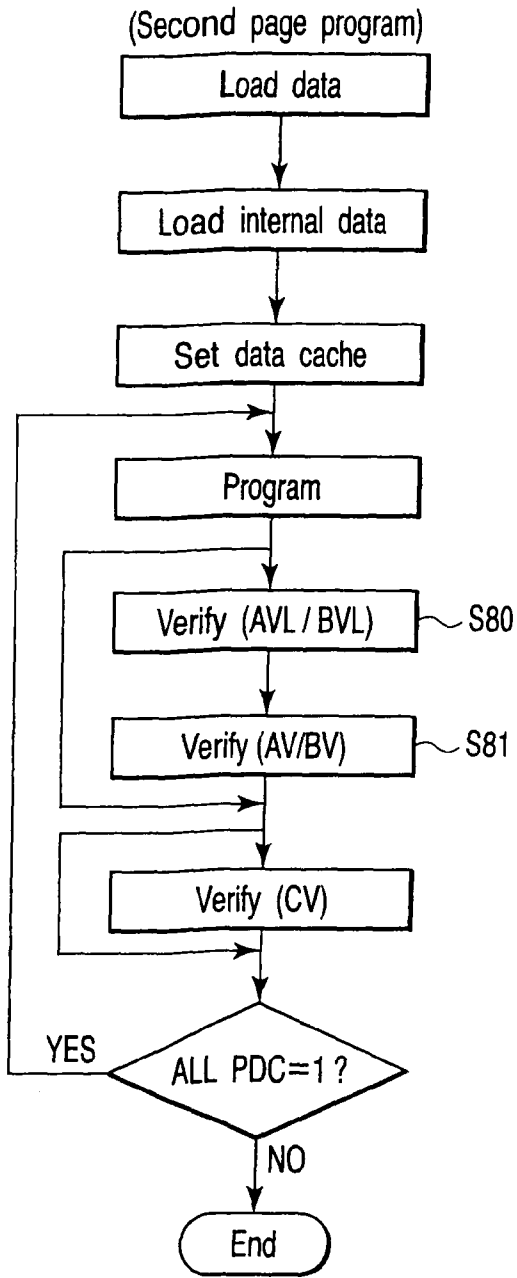 (Second page program)
Load data
Load internal data
Set data cache
Program
Verify (AVL / BVL)
S80
Verify (AV/BV)
S81
Verify (CV)
YES
ALL PDC=1 ?
NO
End